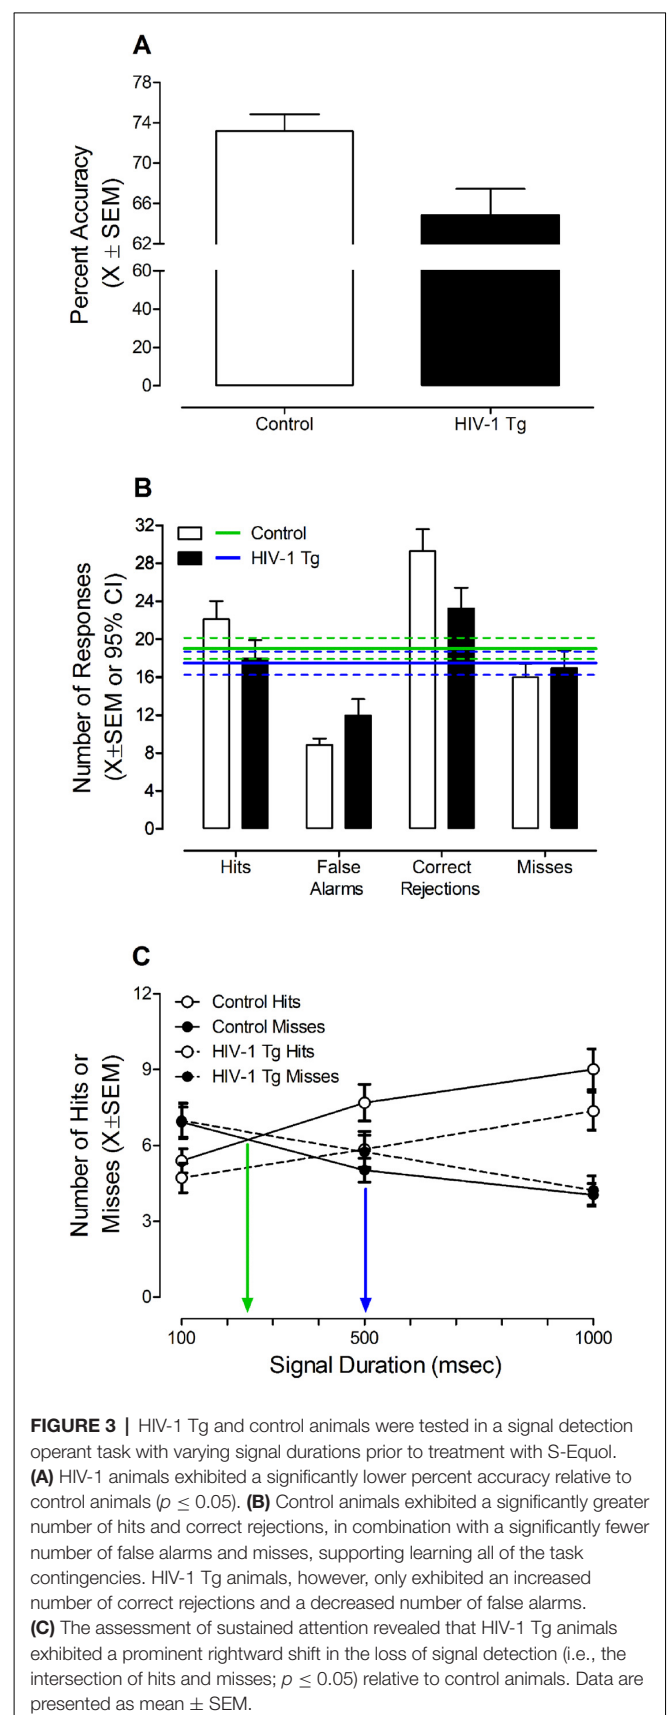 A
78
74
70
66
62
60
40
20
0
Percent Accuracy
(X ± SEM)
Control
HIV-1 Tg
B
Control
HIV-1 Tg
32
28
24
20
16
12
8
4
0
Number of Responses
(X±SEM or 95% CI)
Hits
False
Alarms
Correct
Rejections
Misses
C
Control Hits
Control Misses
HIV-1 Tg Hits
HIV-1 Tg Misses
12
9
6
3
0
Number of Hits or
Misses (X±SEM)
100
500
1000
Signal Duration (msec)
FIGURE 3 | HIV-1 Tg and control animals were tested in a signal detection
operant task with varying signal durations prior to treatment with S-Equol.
(A) HIV-1 animals exhibited a significantly lower percent accuracy relative to
control animals (p ≤ 0.05). (B) Control animals exhibited a significantly greater
number of hits and correct rejections, in combination with a significantly fewer
number of false alarms and misses, supporting learning all of the task
contingencies. HIV-1 Tg animals, however, only exhibited an increased
number of correct rejections and a decreased number of false alarms.
(C) The assessment of sustained attention revealed that HIV-1 Tg animals
exhibited a prominent rightward shift in the loss of signal detection (i.e., the
intersection of hits and misses; p ≤ 0.05) relative to control animals. Data are
presented as mean ± SEM.